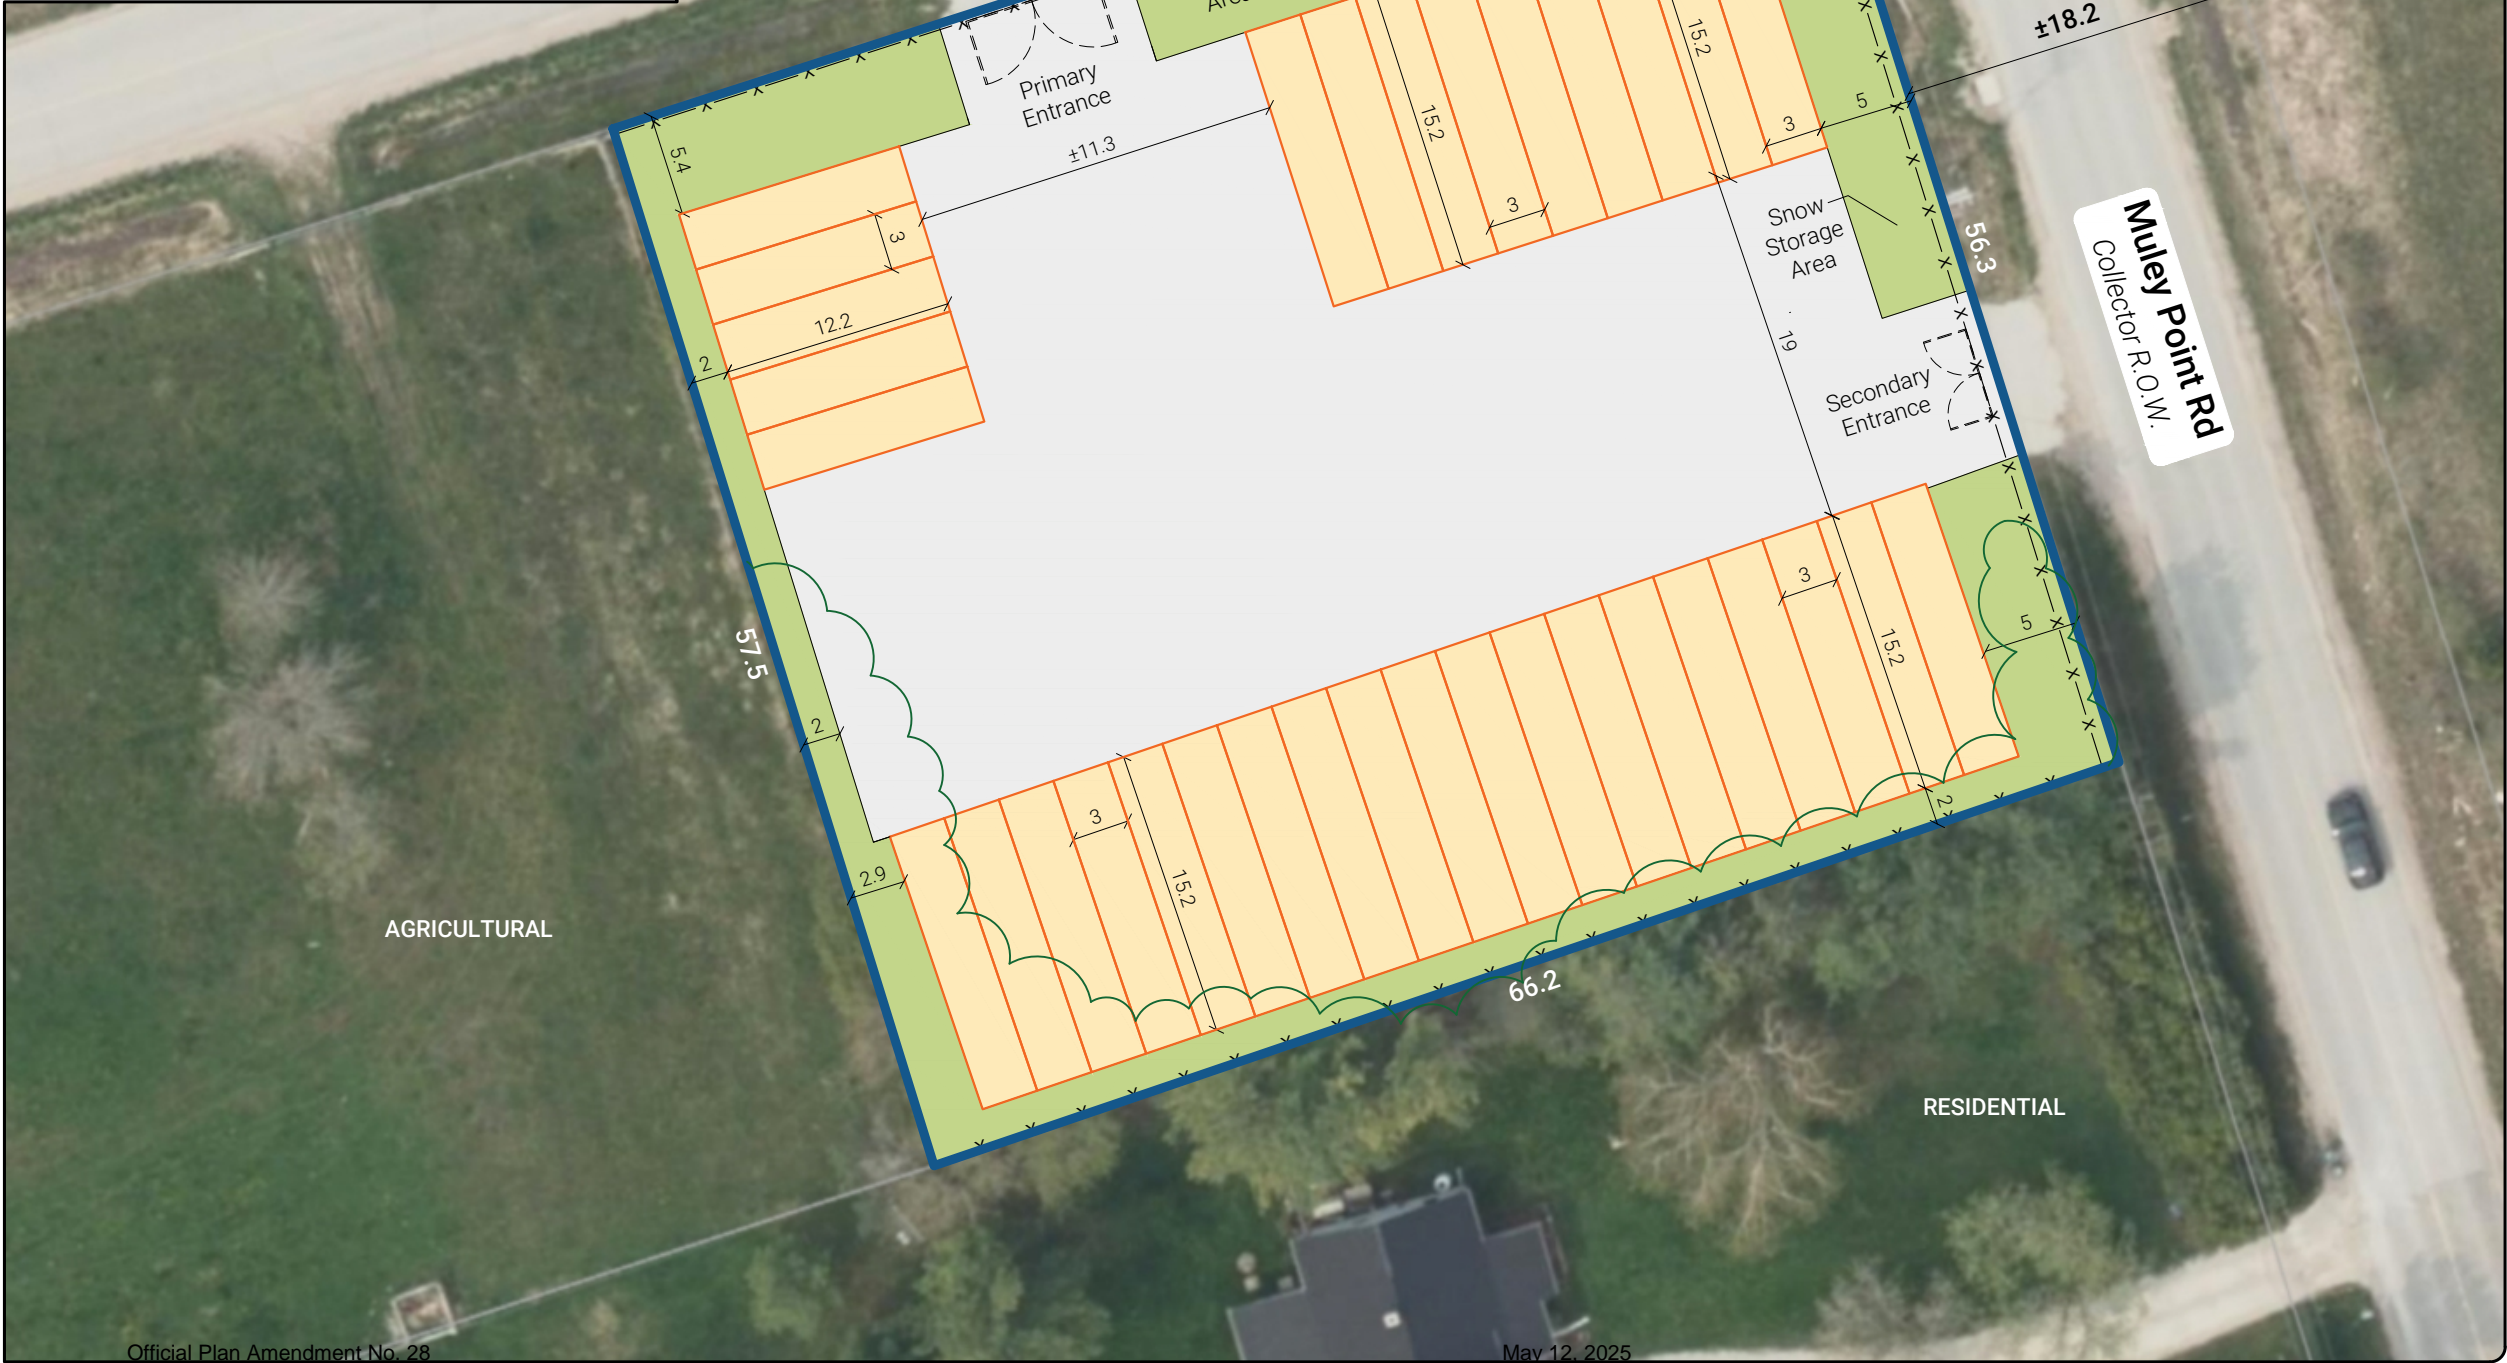 ±18.2
Primary
Entrance
15.2
15.2
5
3
5.4
±11.3
3
Snow
Storage
Area
56.3
Muley Point Rd
Collector R.O.W.
3
12.2
2
19
Secondary
Entrance
3
15.2
5
57.5
2
3
15.2
2
2.9
66.2
AGRICULTURAL
RESIDENTIAL
Official Plan Amendment No. 28
May 12, 2025